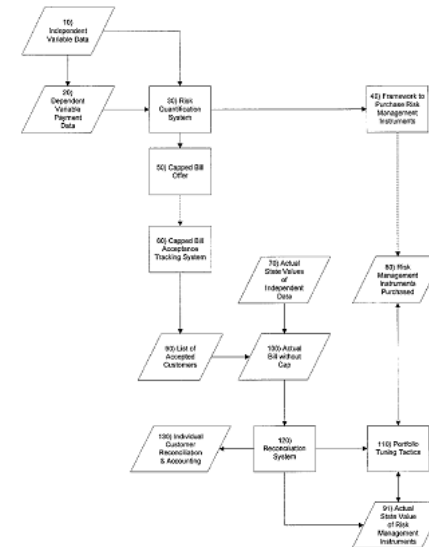 10)
Independent
Variable Data
20)
Dependent
Variable
Payment
Data
30) Risk
Quantification
System
40) Framework to
Purchase Risk
Management
Instruments
50) Capped Bill
Offer
60) Capped Bill
Acceptance
Tracking System
70) Actual
State Values
of
Independent
Data
Risk
Management
Instruments
Purchased
List of
Accepted
Customers
100) Actual
Bill without
Cap
130) Individual
Customer
Reconciliation
& Accounting
120)
Reconciliation
System
110) Portfolio
Tuning Tactics
91) Actual
State Value
of Risk
Management
Instruments